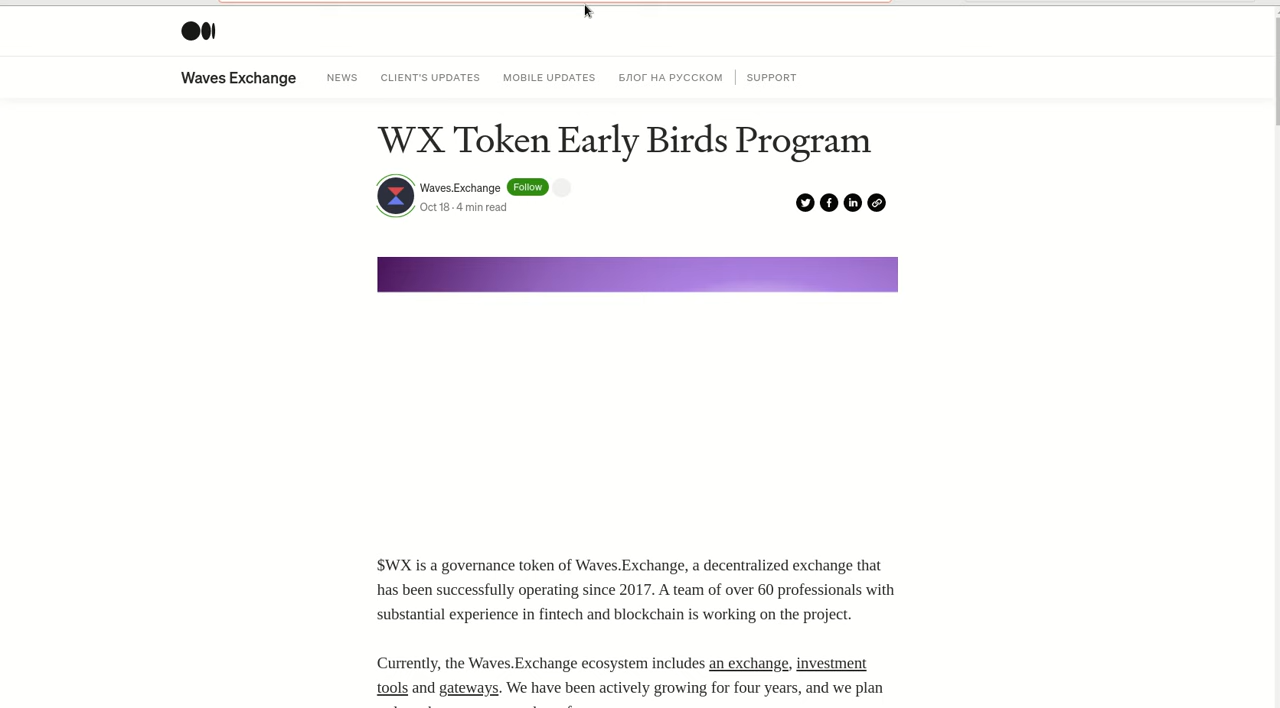 Waves Exchange NEWS CLIENT'S UPDATES MOBILE UPDATES БЛОГ НА РУССКОМ SUPPORT
WX Token Early Birds Program
Waves.Exchange Follow
Oct 18 · 4 min read
$WX is a governance token of Waves.Exchange, a decentralized exchange that
has been successfully operating since 2017. A team of over 60 professionals with
substantial experience in fintech and blockchain is working on the project.
Currently, the Waves.Exchange ecosystem includes an exchange, investment
tools and gateways. We have been actively growing for four years, and we plan